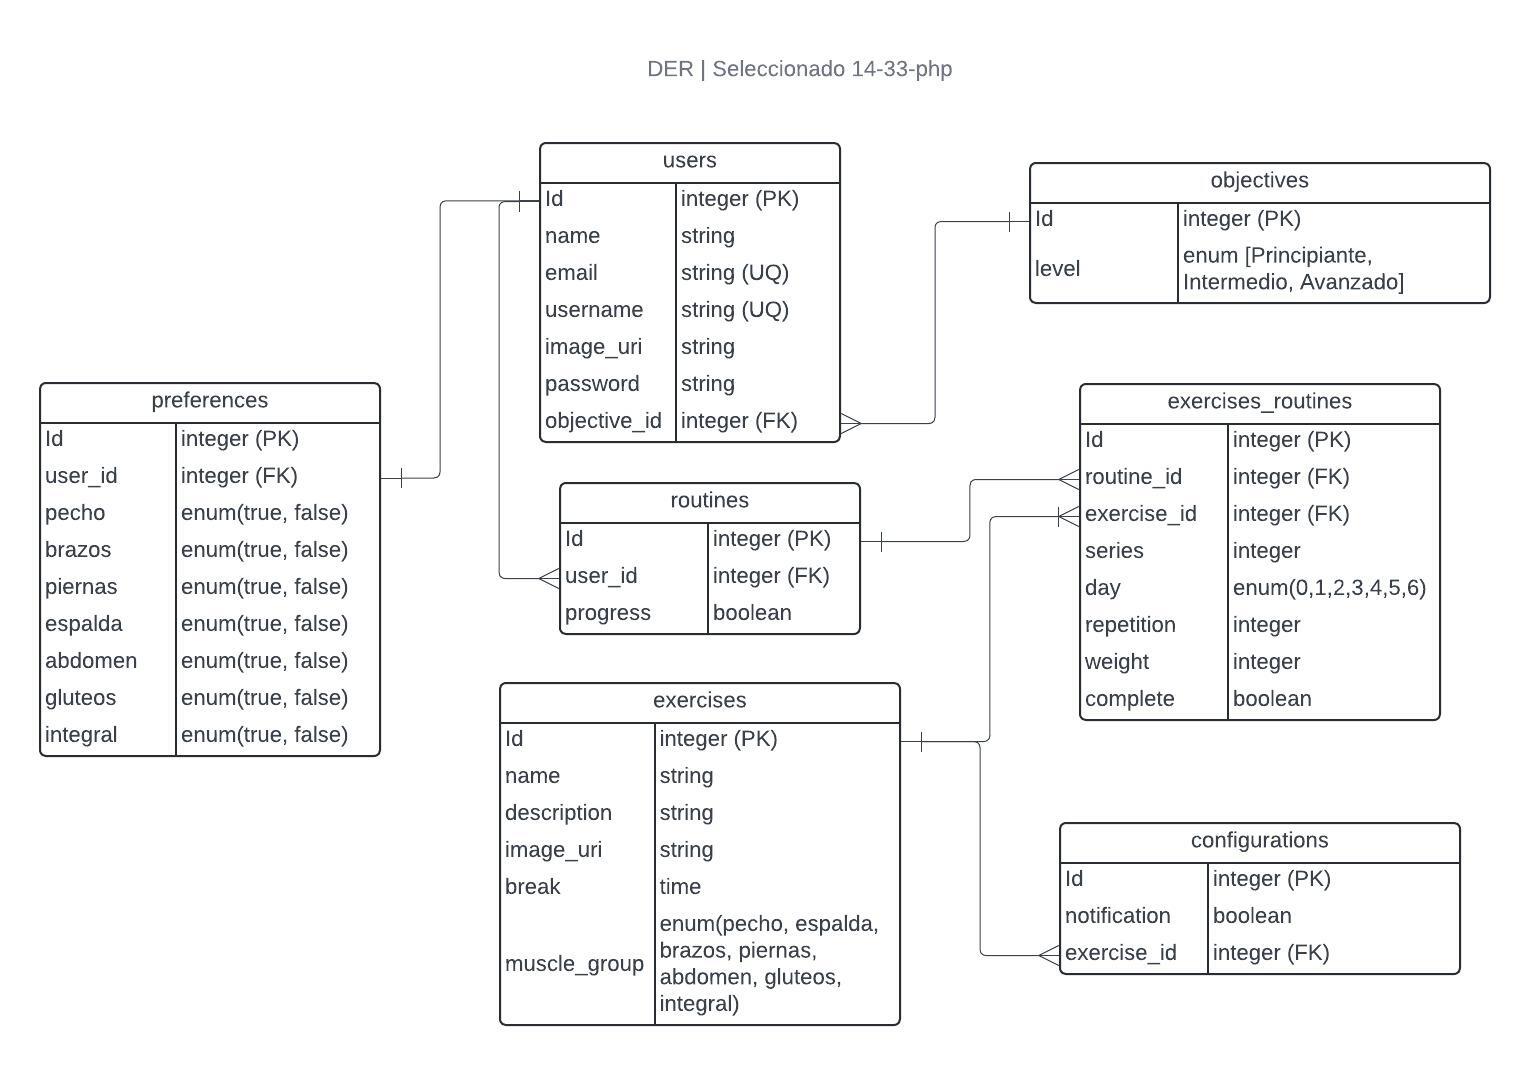 DER | Seleccionado 14-33-php
users
Id integer (PK)
name string
email string (UQ)
username string (UQ)
image_uri string
password string
objective_id integer (FK)
objectives
Id integer (PK)
level enum [Principiante,
Intermedio, Avanzado]
preferences
Id integer (PK)
user_id integer (FK)
pecho enum(true, false)
brazos enum(true, false)
piernas enum(true, false)
espalda enum(true, false)
abdomen enum(true, false)
gluteos enum(true, false)
integral enum(true, false)
routines
Id integer (PK)
user_id integer (FK)
progress boolean
exercises_routines
Id integer (PK)
routine_id integer (FK)
exercise_id integer (FK)
series integer
day enum(0,1,2,3,4,5,6)
repetition integer
weight integer
complete boolean
exercises
Id integer (PK)
name string
description string
image_uri string
break time
muscle_group enum(pecho, espalda,
brazos, piernas,
abdomen, gluteos,
integral)
configurations
Id integer (PK)
notification boolean
exercise_id integer (FK)